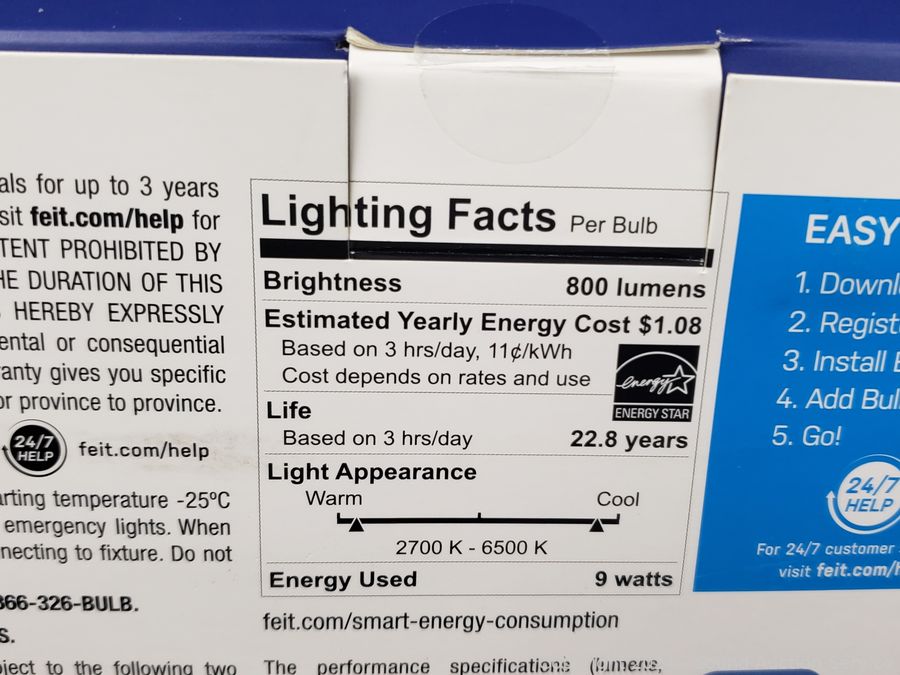 als for up to 3 years
sit feit.com/help for
TENT PROHIBITED BY
HE DURATION OF THIS
HEREBY EXPRESSLY
ental or consequential
ranty gives you specific
or province to province.
24/7
HELP
feit.com/help
arting temperature -25ºC
emergency lights. When
nnecting to fixture. Do not
866-326-BULB.
S.
bject to the following two
Lighting Facts Per Bulb
Brightness 800 lumens
Estimated Yearly Energy Cost $1.08
Based on 3 hrs/day, 11¢/kWh
Cost depends on rates and use
energy
ENERGY STAR
Life
Based on 3 hrs/day 22.8 years
Light Appearance
Warm Cool
2700 K - 6500 K
Energy Used 9 watts
feit.com/smart-energy-consumption
The performance specifications (lumens,
EASY
1. Downl
2. Regist
3. Install
4. Add Bul
5. Go!
24/7
HELP
For 24/7 customer
visit feit.com/h